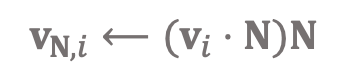 𝐯_{𝐍,i} ⟵ (𝐯_i · 𝐍)𝐍